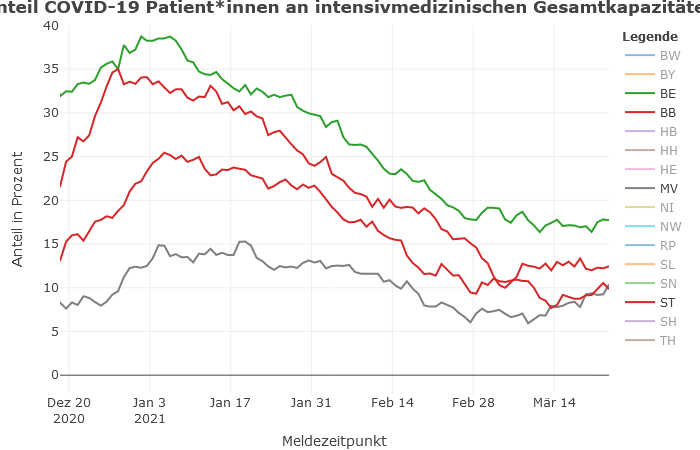 nteil COVID-19 Patient*innen an intensivmedizinischen Gesamtkapazitäte
Legende
BW
BY
BE
BB
HB
HH
HE
MV
NI
NW
RP
SL
SN
ST
SH
TH
Anteil in Prozent
40
35
30
25
20
15
10
5
0
Dez 20 Jan 3 Jan 17 Jan 31 Feb 14 Feb 28 Mär 14
2020 2021
Meldezeitpunkt